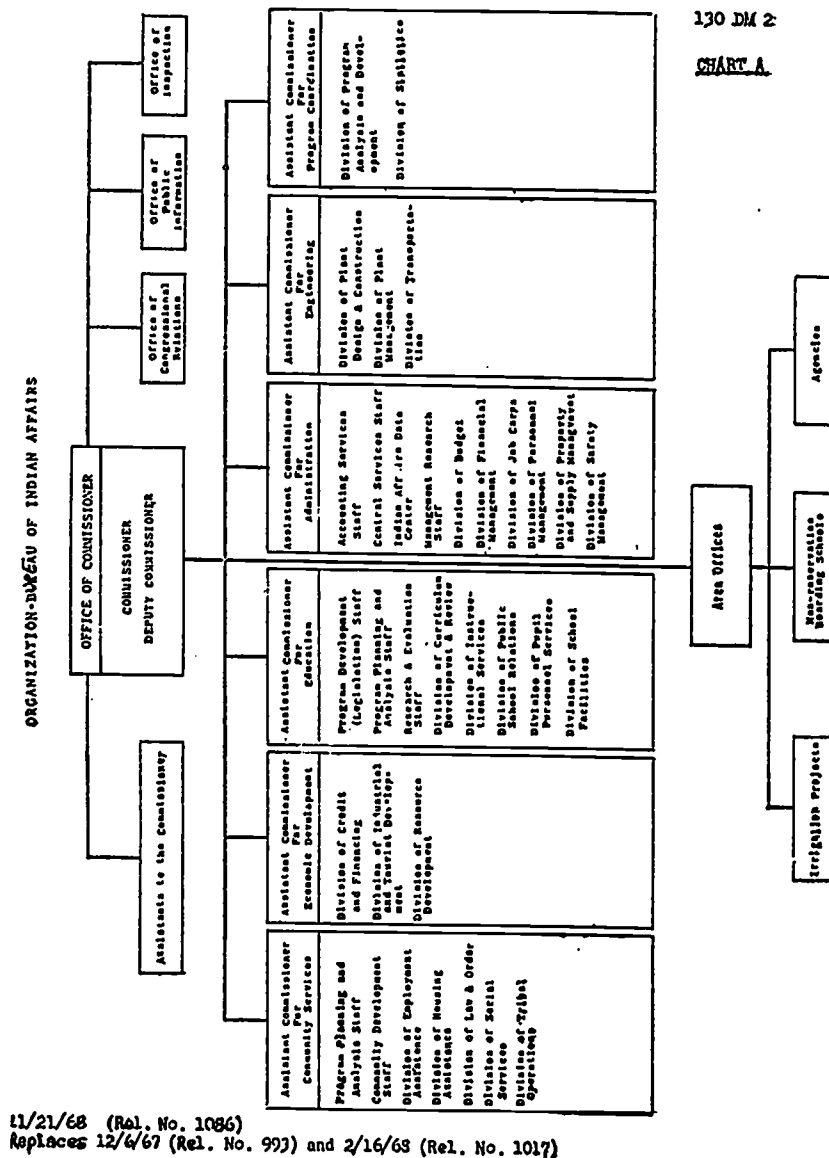 130 DM 2
CHART A
ORGANIZATION-BUREAU OF INDIAN AFFAIRS
OFFICE OF COMMISSIONER
COMMISSIONER
DEPUTY COMMISSIONER
Assistants to the Commissioner
Office of
Congressional
Rvlations
Office of
Public
information
Office of
inspection
Assistant Commissioner
For
Community Services
Program Planning and
Analysis Staff
Community Development
Staff
Division of Employment
Assistance
Division of Housing
Assistance
Division of Law & Order
Division of Social
Services
Division of Tribal
Operations
Assistant Commissioner
For
Economic Development
Division of Credit
and Financing
Division of Industrial
and Tourist Develop-
ment
Division of Resource
Development
Assistant Commissioner
For
Education
Program Development
(Legislation) Staff
Program Planning and
Analysis Staff
Research & Evaluation
Staff
Division of Curriculum
Development & Review
Division of Instruc-
tional Services
Division of Public
School Relations
Division of Pupil
Personnel Services
Division of School
Facilities
Assistant Commissioner
For
Administration
Accounting Services
Staff
Central Services Staff
Indian Affairs Data
Center
Management Research
Staff
Division of Budget
Division of Financial
Management
Division of Job Corps
Division of Personnel
Management
Division of Property
and Supply Management
Division of Safety
Management
Assistant Commissioner
For
Engineering
Division of Plant
Design & Construction
Division of Plant
Management
Division of Transporta-
tion
Assistant Commissioner
For
Program Coordination
Division of Program
Analysis and Devel-
opment
Division of Statistics
Area Offices
Irrigation Projects
Non-reservation
Boarding Schools
Agencies
11/21/68 (Rel. No. 1086)
Replaces 12/6/67 (Rel. No. 993) and 2/16/68 (Rel. No. 1017)